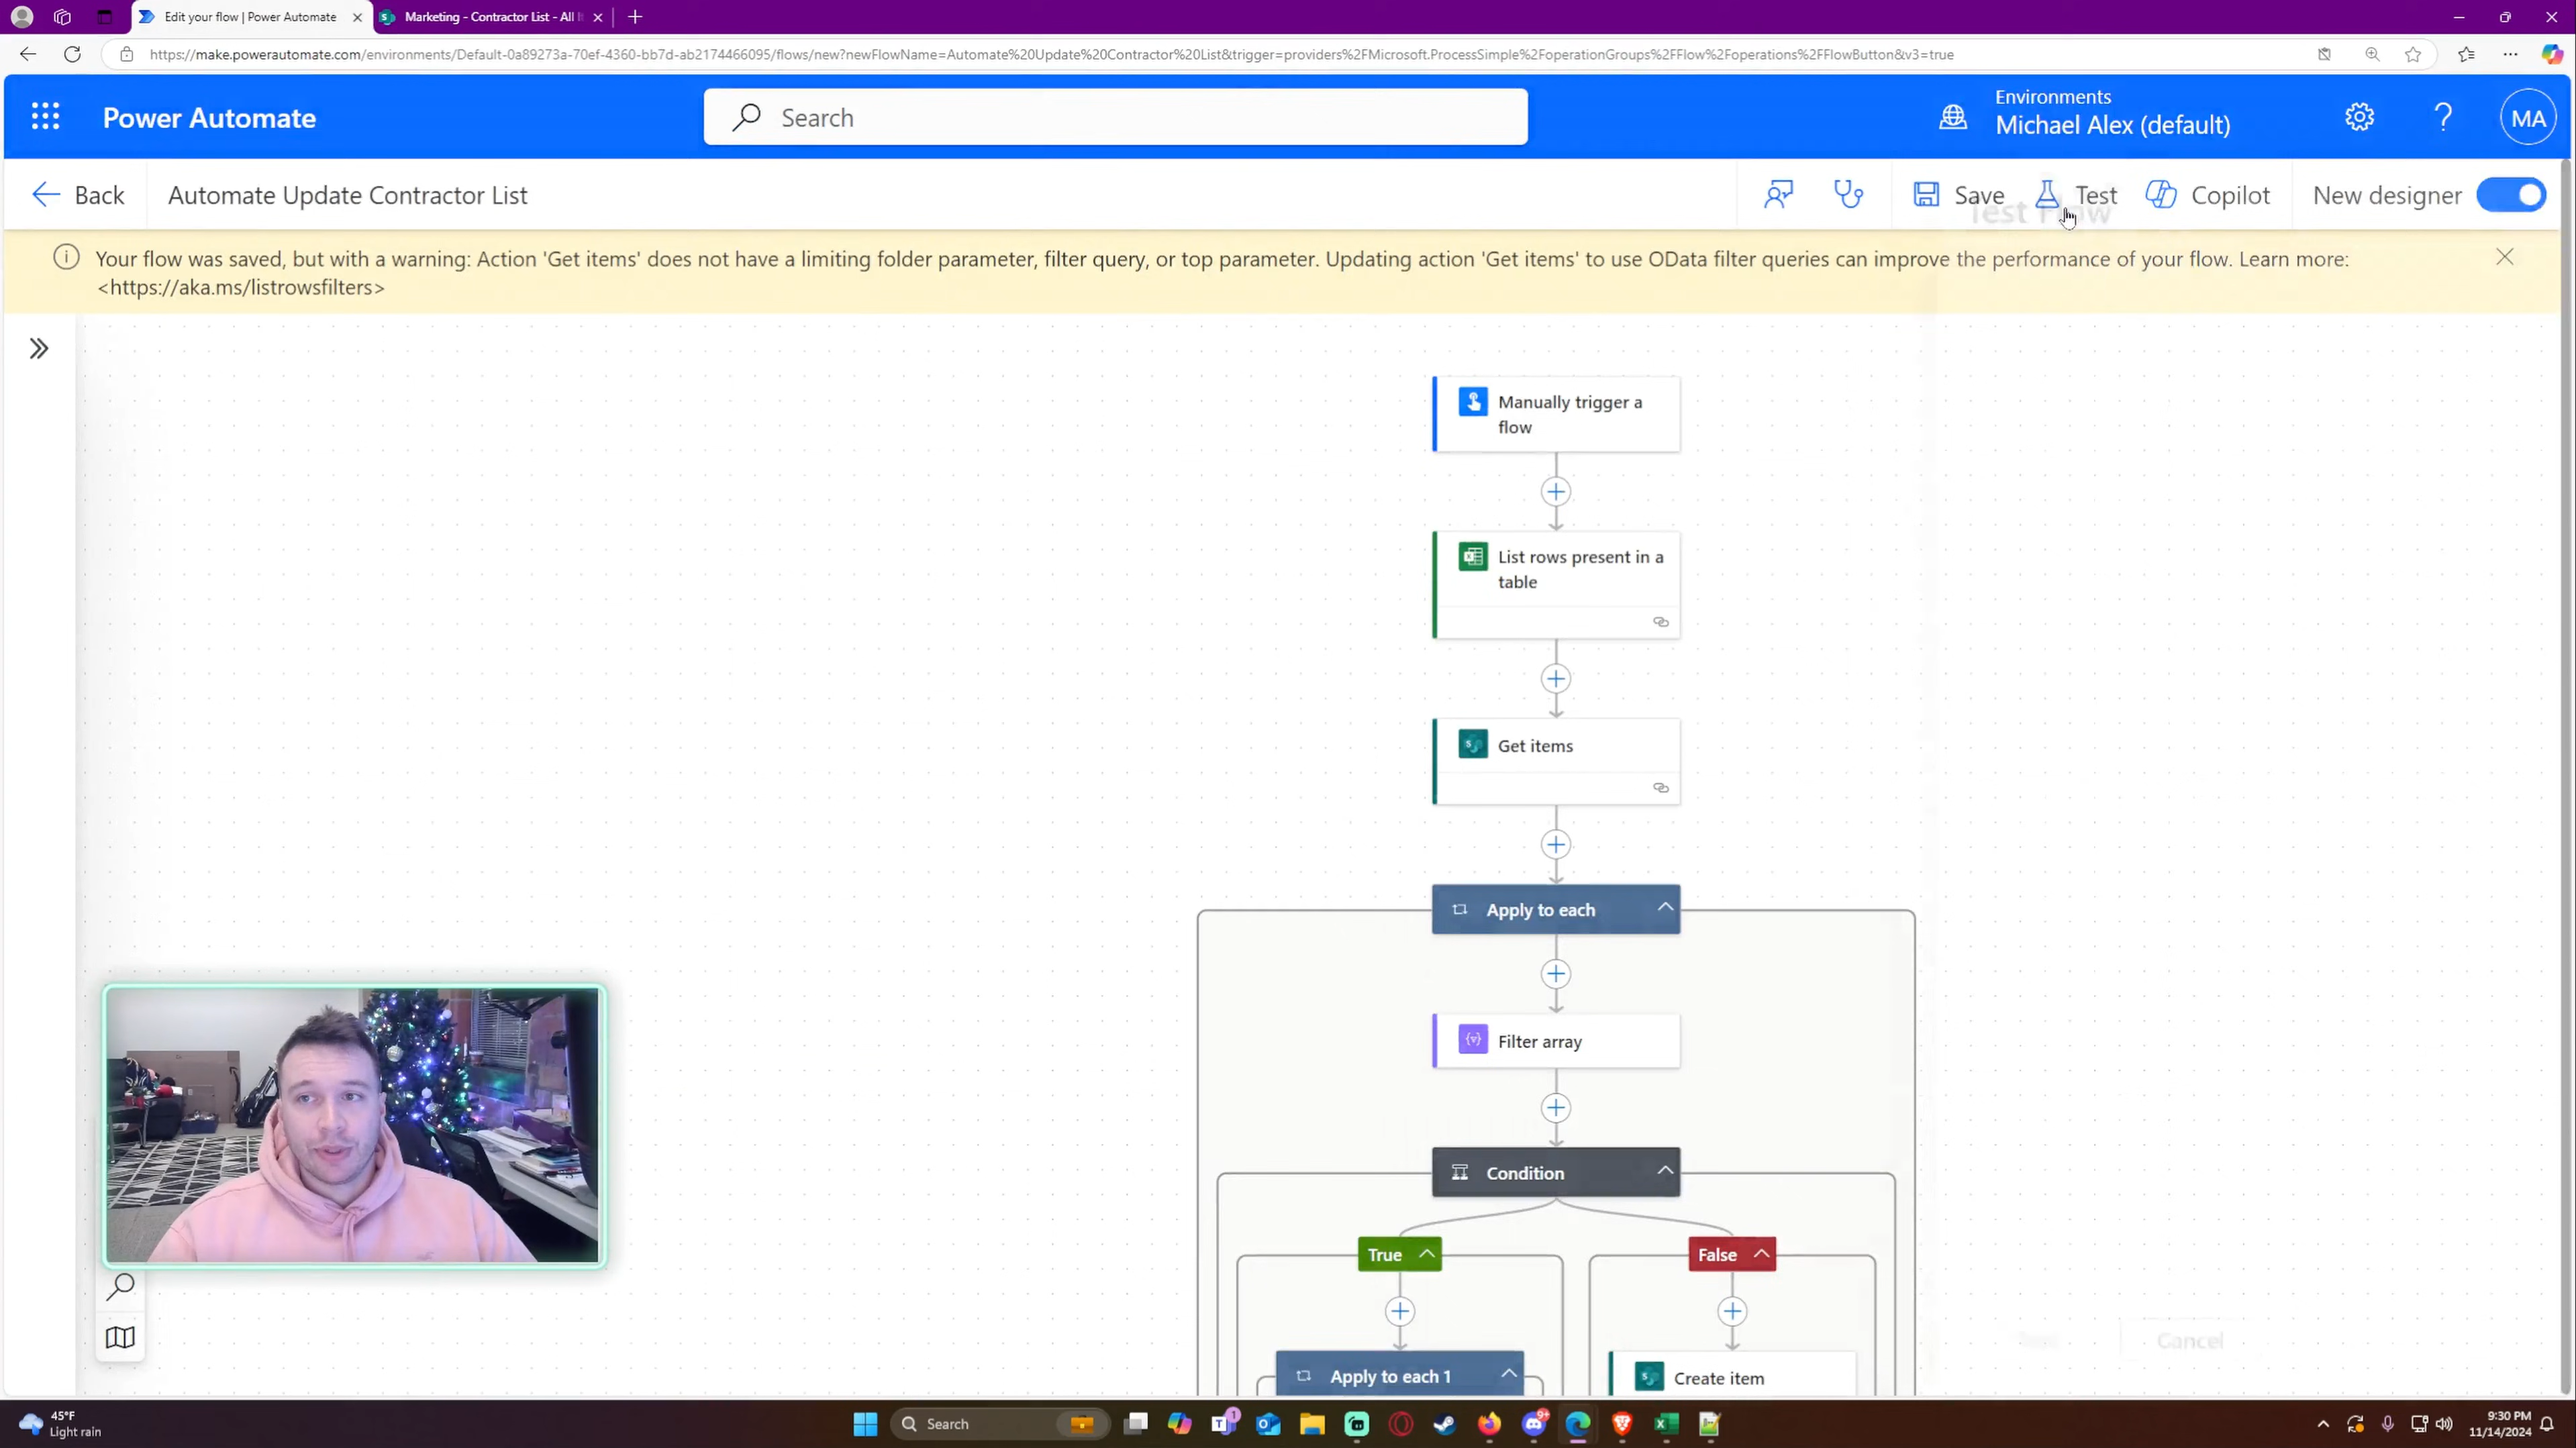 Edit your flow | Power Automate
Marketing - Contractor List - All I
https://make.powerautomate.com/environments/Default-0a89273a-70ef-4360-bb7d-ab2174466095/flows/new?newFlowName=Automate%20Update%20Contractor%20List&trigger=providers%2FMicrosoft.ProcessSimple%2FoperationGroups%2FFlow%2Foperations%2FFlowButton&v3=true
Power Automate
Search
Environments
Michael Alex (default)
MA
Back
Automate Update Contractor List
Save
Test
Copilot
New designer
Test Flow
Your flow was saved, but with a warning: Action 'Get items' does not have a limiting folder parameter, filter query, or top parameter. Updating action 'Get items' to use OData filter queries can improve the performance of your flow. Learn more:
<https://aka.ms/listrowsfilters>
Manually trigger a
flow
List rows present in a
table
Get items
Apply to each
Filter array
Condition
True
False
Apply to each 1
Create item
Cancel
45°F
Light rain
Search
1
9+
9:30 PM
11/14/2024